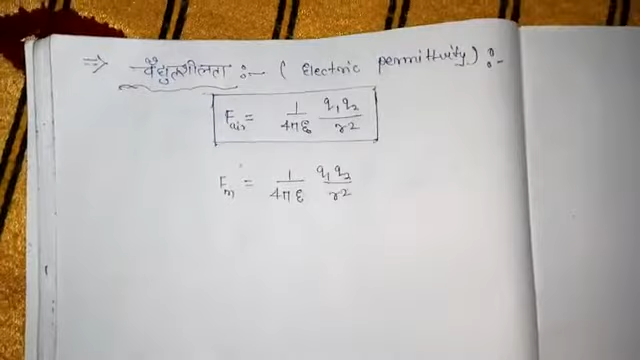 ⇒ वैद्युतशीलता :- ( Electric permittivity ) :-
F_air = 1/4πε₀ q₁q₂/r²
F_m = 1/4πε q₁q₂/r²